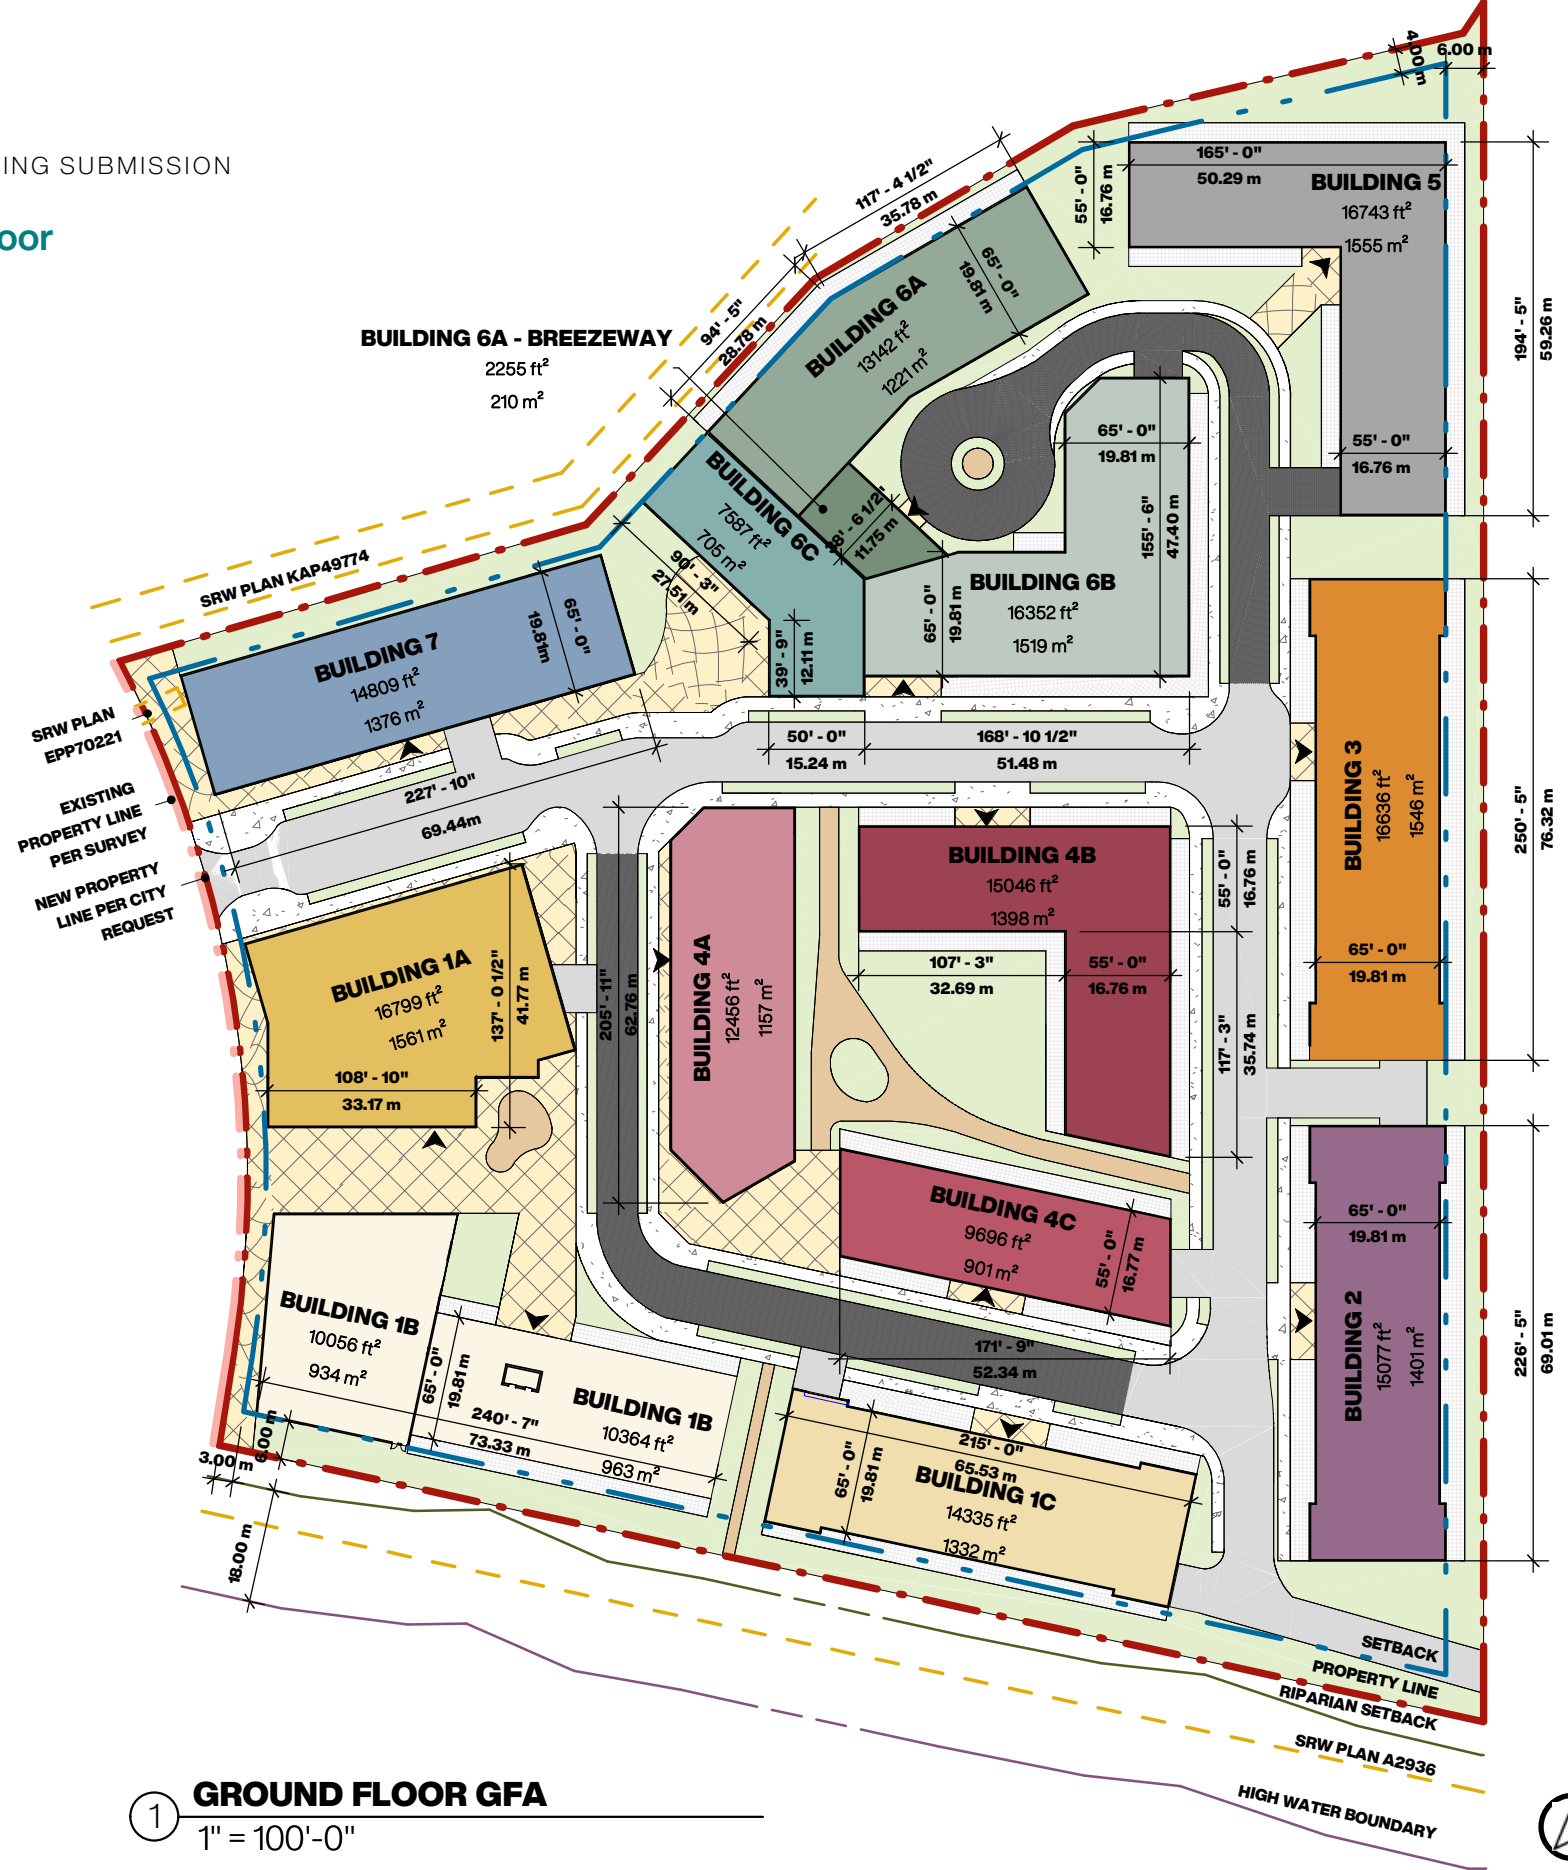 ING SUBMISSION
oor
4.00 m
6.00 m
117' - 4 1/2"
35.78 m
55' - 0"
16.76 m
165' - 0"
50.29 m
BUILDING 5
16743 ft²
1555 m²
194' - 5"
59.26 m
55' - 0"
16.76 m
94' - 5"
28.78 m
BUILDING 6A
13142 ft²
1221 m²
65' - 0"
19.81 m
BUILDING 6A - BREEZEWAY
2255 ft²
210 m²
BUILDING 6C
7587 ft²
705 m²
38' - 6 1/2"
11.75 m
90' - 3"
27.51 m
39' - 9"
12.11 m
65' - 0"
19.81 m
155' - 6"
47.40 m
65' - 0"
19.81 m
BUILDING 6B
16352 ft²
1519 m²
SRW PLAN KAP49774
BUILDING 7
14809 ft²
1376 m²
65' - 0"
19.81m
SRW PLAN
EPP70221
EXISTING
PROPERTY LINE
PER SURVEY
NEW PROPERTY
LINE PER CITY
REQUEST
227' - 10"
69.44m
50' - 0"
15.24 m
168' - 10 1/2"
51.48 m
BUILDING 3
16636 ft²
1546 m²
65' - 0"
19.81 m
250' - 5"
76.32 m
BUILDING 1A
16799 ft²
1561 m²
137' - 0 1/2"
41.77 m
108' - 10"
33.17 m
205' - 11"
62.76 m
BUILDING 4A
12456 ft²
1157 m²
BUILDING 4B
15046 ft²
1398 m²
55' - 0"
16.76 m
107' - 3"
32.69 m
55' - 0"
16.76 m
117' - 3"
35.74 m
BUILDING 4C
9696 ft²
901 m²
55' - 0"
16.77 m
171' - 9"
52.34 m
BUILDING 2
15077 ft²
1401 m²
65' - 0"
19.81 m
226' - 5"
69.01 m
BUILDING 1B
10056 ft²
934 m²
65' - 0"
19.81 m
240' - 7"
73.33 m
BUILDING 1B
10364 ft²
963 m²
65' - 0"
19.81 m
215' - 0"
65.53 m
BUILDING 1C
14335 ft²
1332 m²
3.00 m
6.00 m
18.00 m
SETBACK
PROPERTY LINE
RIPARIAN SETBACK
SRW PLAN A2936
HIGH WATER BOUNDARY
1
GROUND FLOOR GFA
1" = 100'-0"